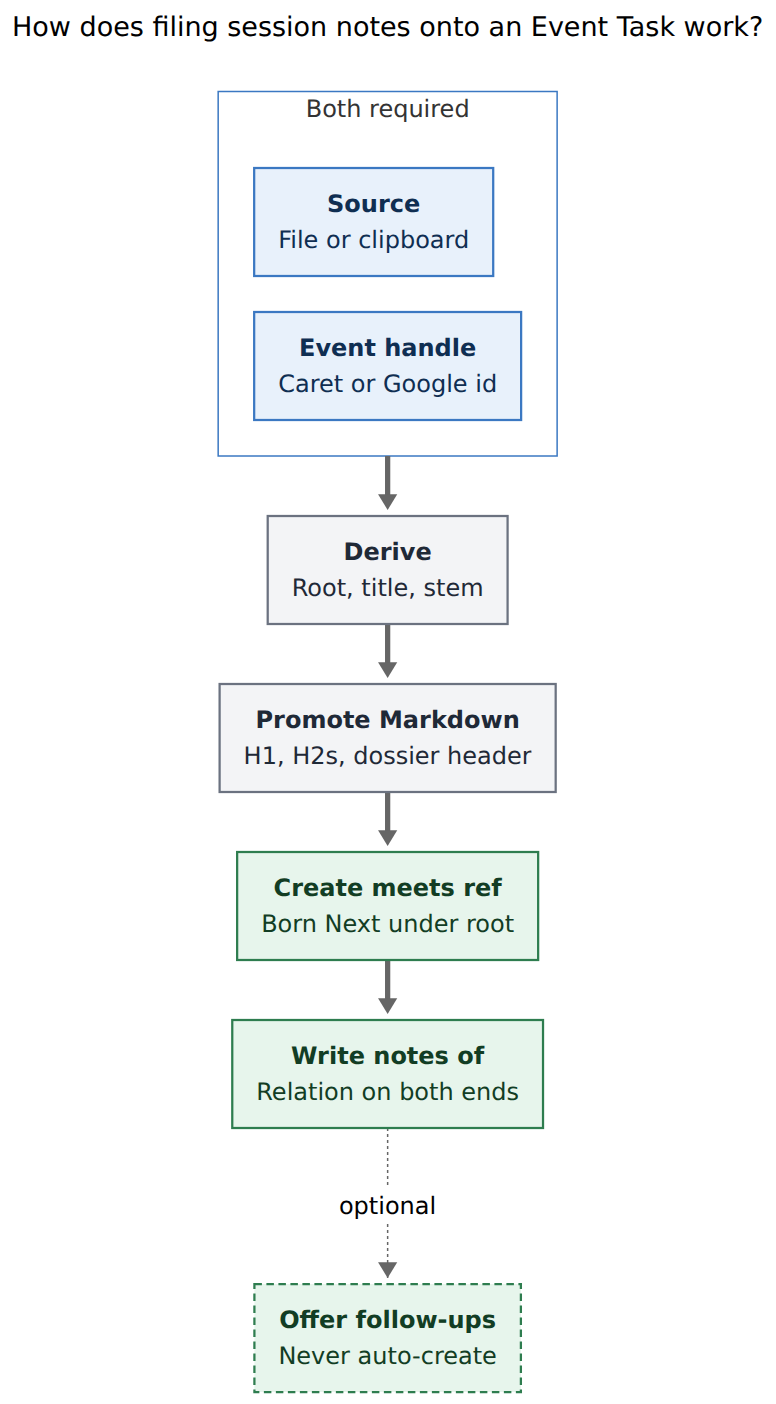 How does filing session notes onto an Event Task work?
Both required
Source
File or clipboard
Event handle
Caret or Google id
Derive
Root, title, stem
Promote Markdown
H1, H2s, dossier header
Create meets ref
Born Next under root
Write notes of
Relation on both ends
optional
Offer follow-ups
Never auto-create